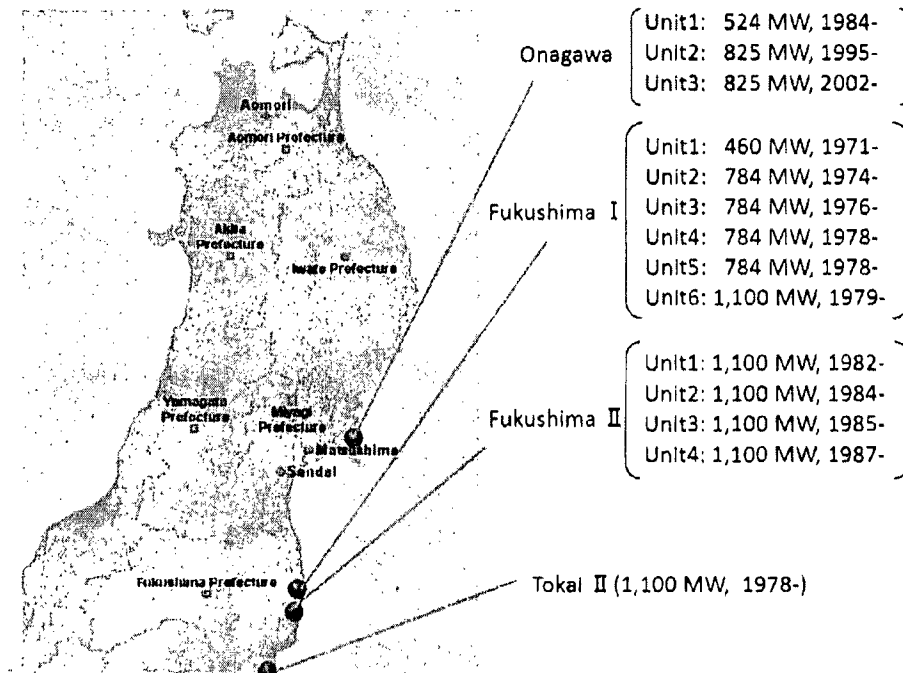 Onagawa
Unit1: 524 MW, 1984-
Unit2: 825 MW, 1995-
Unit3: 825 MW, 2002-
Fukushima I
Unit1: 460 MW, 1971-
Unit2: 784 MW, 1974-
Unit3: 784 MW, 1976-
Unit4: 784 MW, 1978-
Unit5: 784 MW, 1978-
Unit6: 1,100 MW, 1979-
Fukushima II
Unit1: 1,100 MW, 1982-
Unit2: 1,100 MW, 1984-
Unit3: 1,100 MW, 1985-
Unit4: 1,100 MW, 1987-
Tokai II (1,100 MW, 1978-)
Aomori
Aomori Prefecture
Akita
Prefecture
Iwate Prefecture
Yamagata
Prefecture
Miyagi
Prefecture
Matsushima
Sendai
Fukushima Prefecture